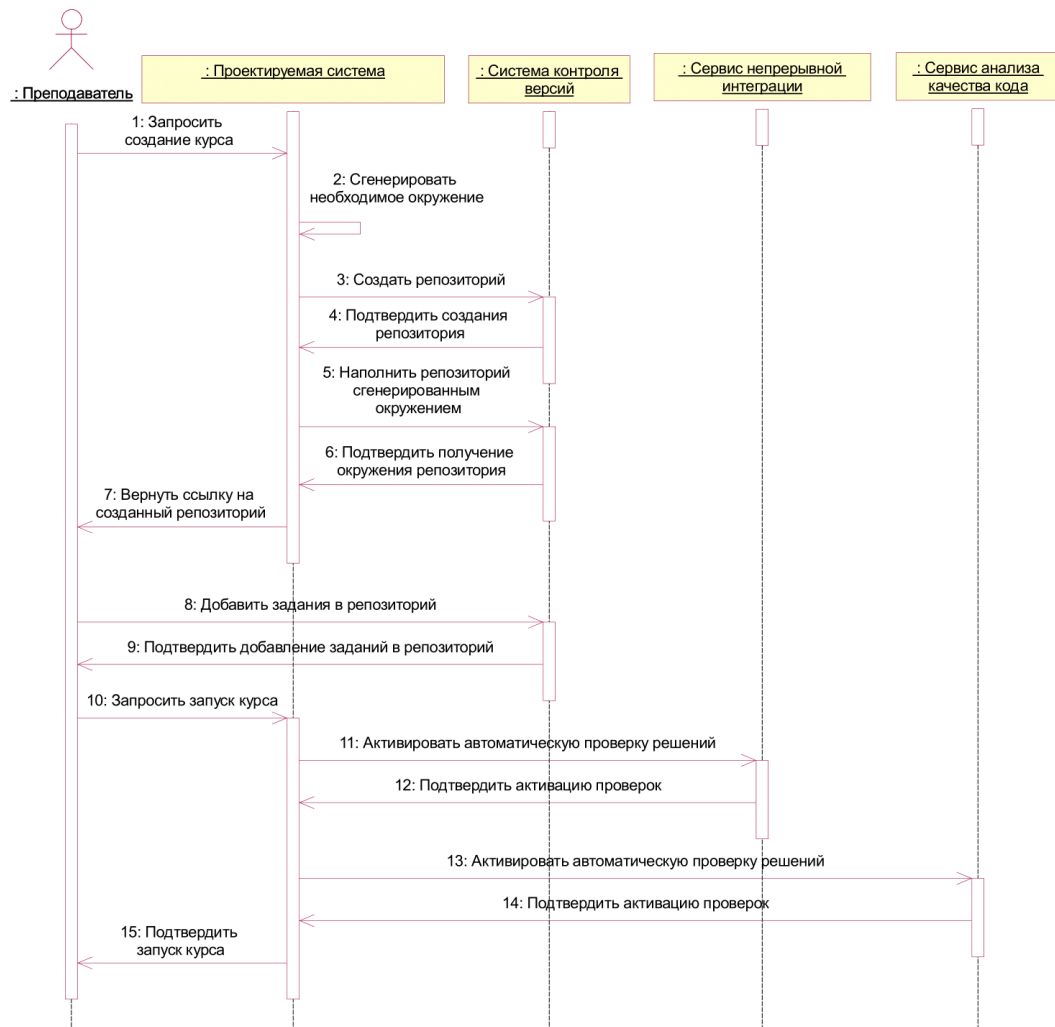 : Преподаватель
: Проектируемая система
: Система контроля
версий
: Сервис непрерывной
интеграции
: Сервис анализа
качества кода
1: Запросить
создание курса
2: Сгенерировать
необходимое окружение
3: Создать репозиторий
4: Подтвердить создания
репозитория
5: Наполнить репозиторий
сгенерированным
окружением
6: Подтвердить получение
окружения репозитория
7: Вернуть ссылку на
созданный репозиторий
8: Добавить задания в репозиторий
9: Подтвердить добавление заданий в репозиторий
10: Запросить запуск курса
11: Активировать автоматическую проверку решений
12: Подтвердить активацию проверок
13: Активировать автоматическую проверку решений
14: Подтвердить активацию проверок
15: Подтвердить
запуск курса